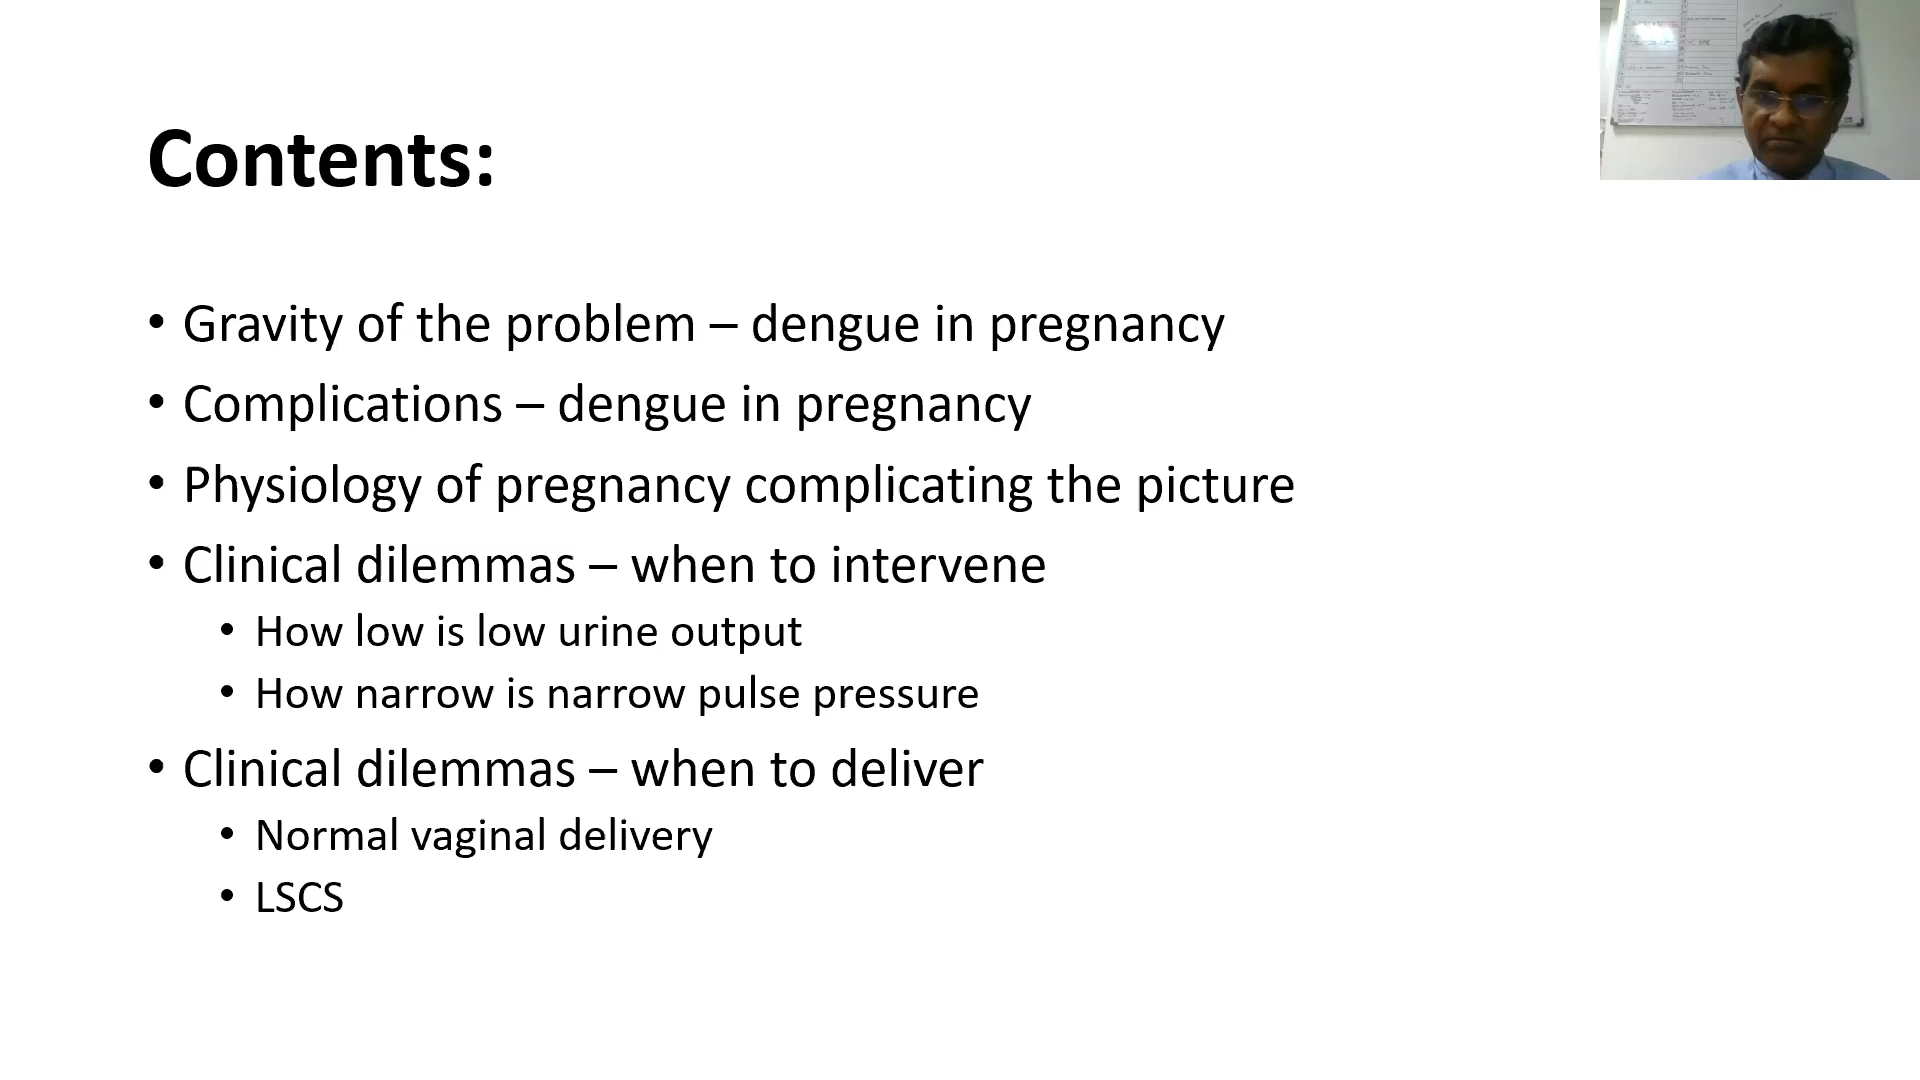 Contents:
• Gravity of the problem – dengue in pregnancy
• Complications – dengue in pregnancy
• Physiology of pregnancy complicating the picture
• Clinical dilemmas – when to intervene
• How low is low urine output
• How narrow is narrow pulse pressure
• Clinical dilemmas – when to deliver
• Normal vaginal delivery
• LSCS